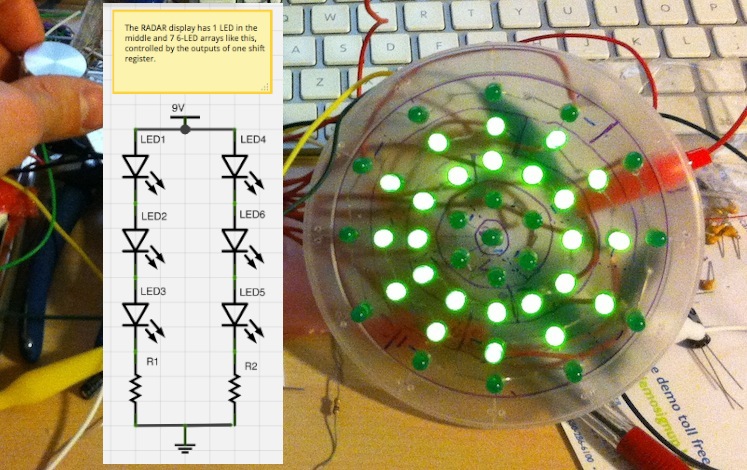 The RADAR display has 1 LED in the
middle and 7 6-LED arrays like this,
controlled by the outputs of one shift
register.
9V
LED1
LED4
LED2
LED6
LED3
LED5
R1
R2
Q
W
A
S
D
F
Z
e demo toll free